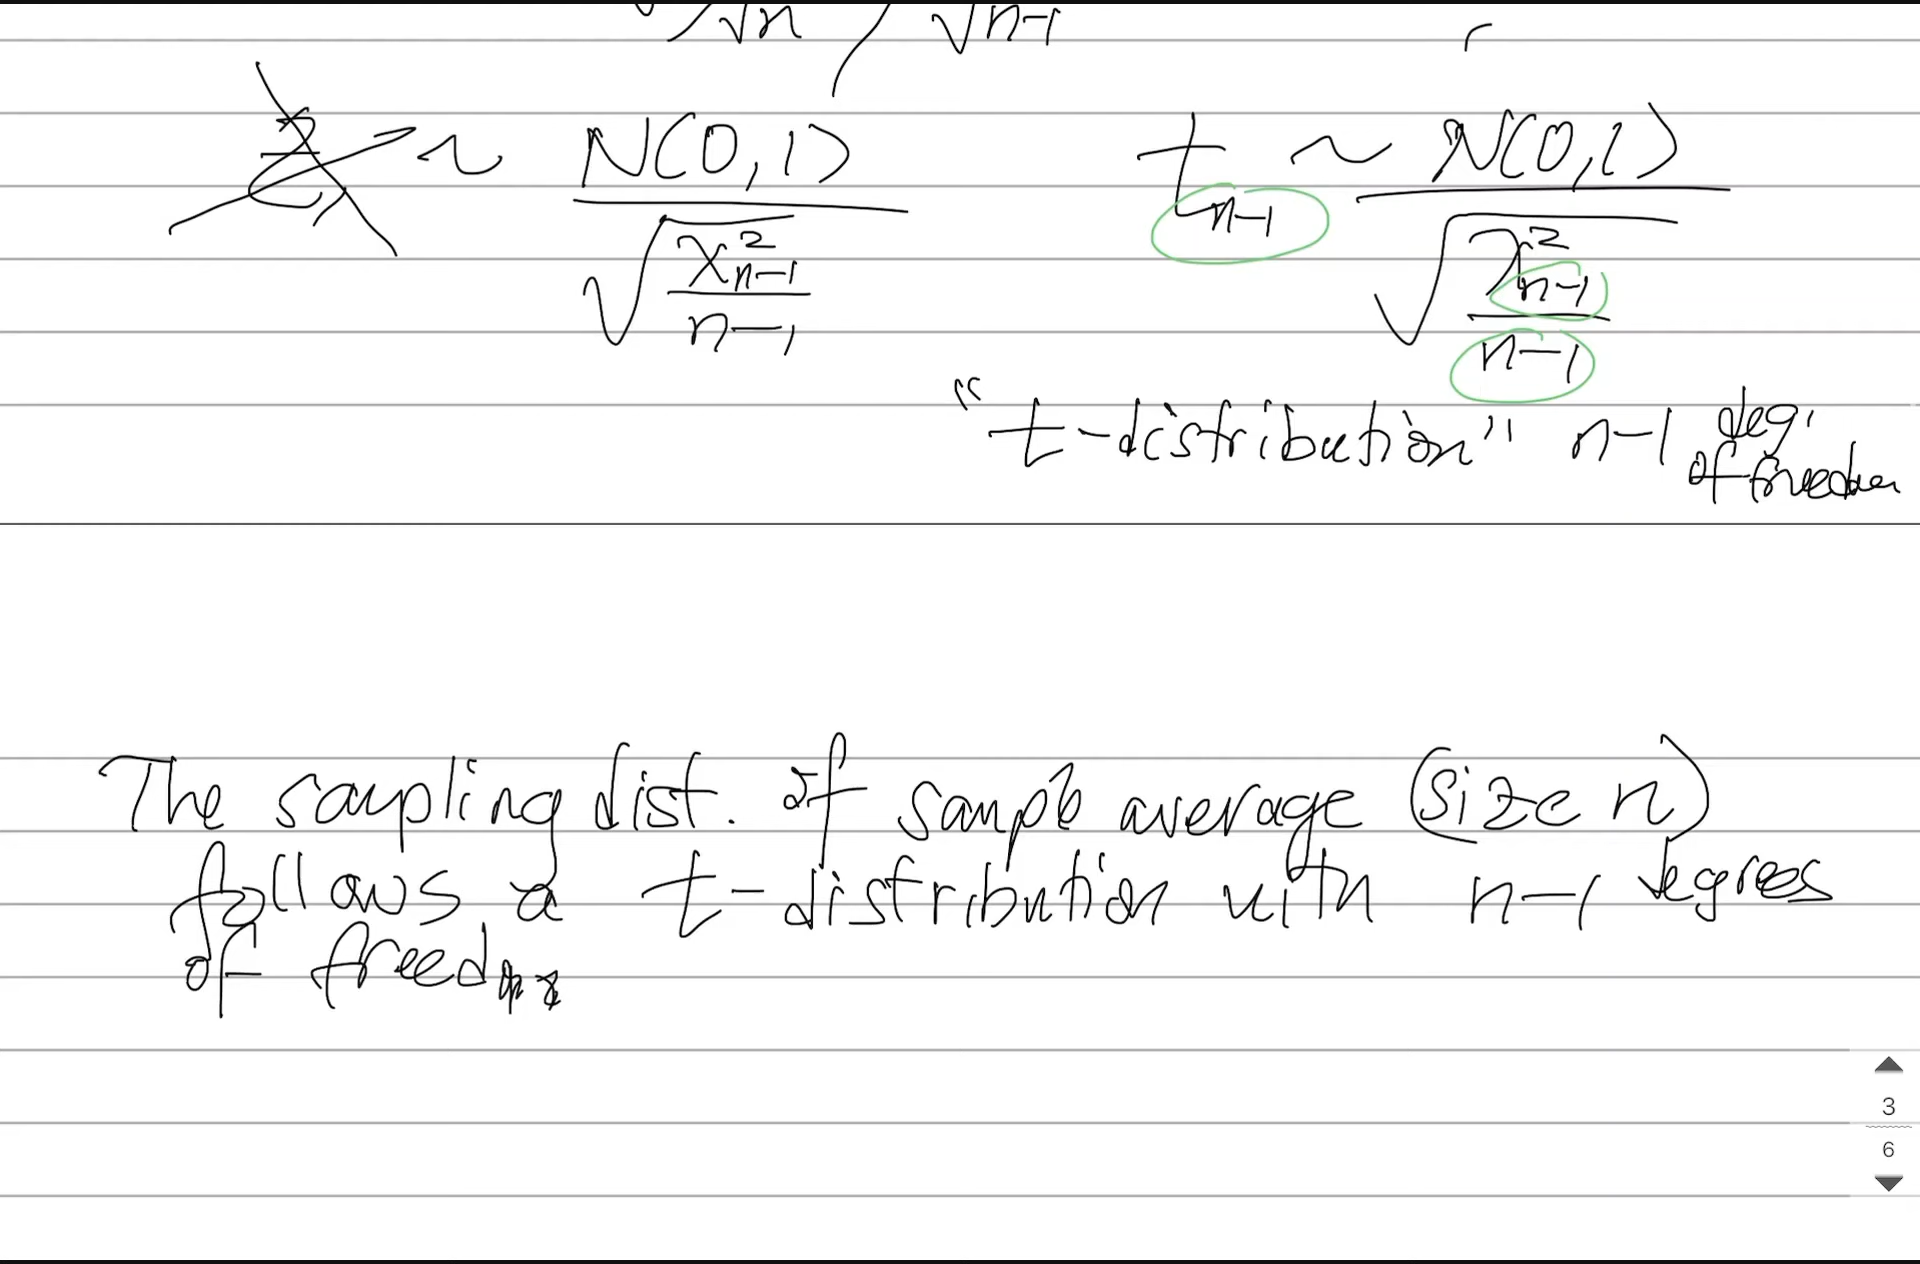 √n / √n-1
Z ~ N(0,1) / √(χ²n-1 / n-1)
tn-1 ~ N(0,1) / √(χ²n-1 / n-1)
"t-distribution" n-1 deg. of freedom
The sampling dist. of sample average (size n)
follows a t-distribution with n-1 degrees
of freedom
3
6